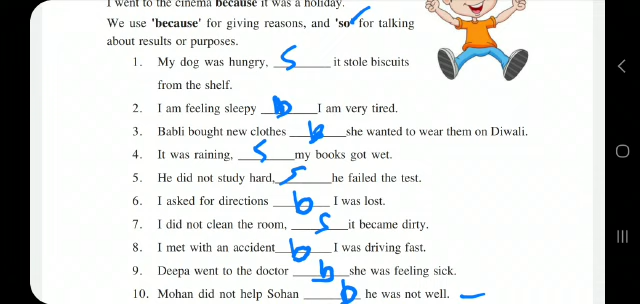 I went to the cinema because it was a holiday.
We use 'because' for giving reasons, and 'so' for talking
about results or purposes.
1. My dog was hungry, s it stole biscuits
from the shelf.
2. I am feeling sleepy b I am very tired.
3. Babli bought new clothes b she wanted to wear them on Diwali.
4. It was raining, s my books got wet.
5. He did not study hard, s he failed the test.
6. I asked for directions b I was lost.
7. I did not clean the room, s it became dirty.
8. I met with an accident b I was driving fast.
9. Deepa went to the doctor b she was feeling sick.
10. Mohan did not help Sohan b he was not well.